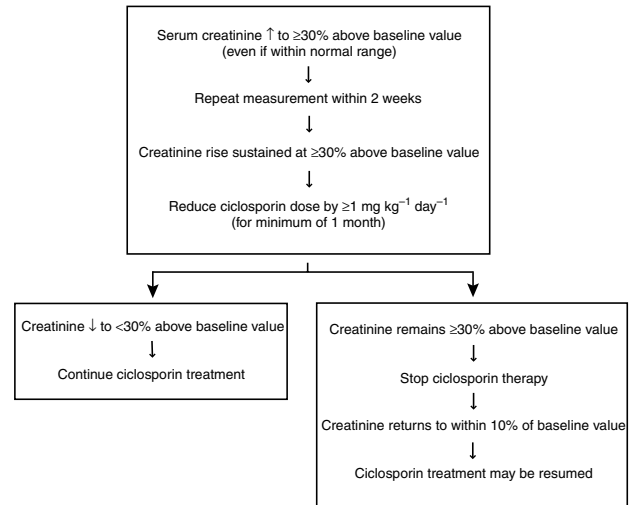 Serum creatinine ↑ to ≥30% above baseline value
(even if within normal range)
↓
Repeat measurement within 2 weeks
↓
Creatinine rise sustained at ≥30% above baseline value
↓
Reduce ciclosporin dose by ≥1 mg kg⁻¹ day⁻¹
(for minimum of 1 month)
Creatinine ↓ to <30% above baseline value
↓
Continue ciclosporin treatment
Creatinine remains ≥30% above baseline value
↓
Stop ciclosporin therapy
↓
Creatinine returns to within 10% of baseline value
↓
Ciclosporin treatment may be resumed